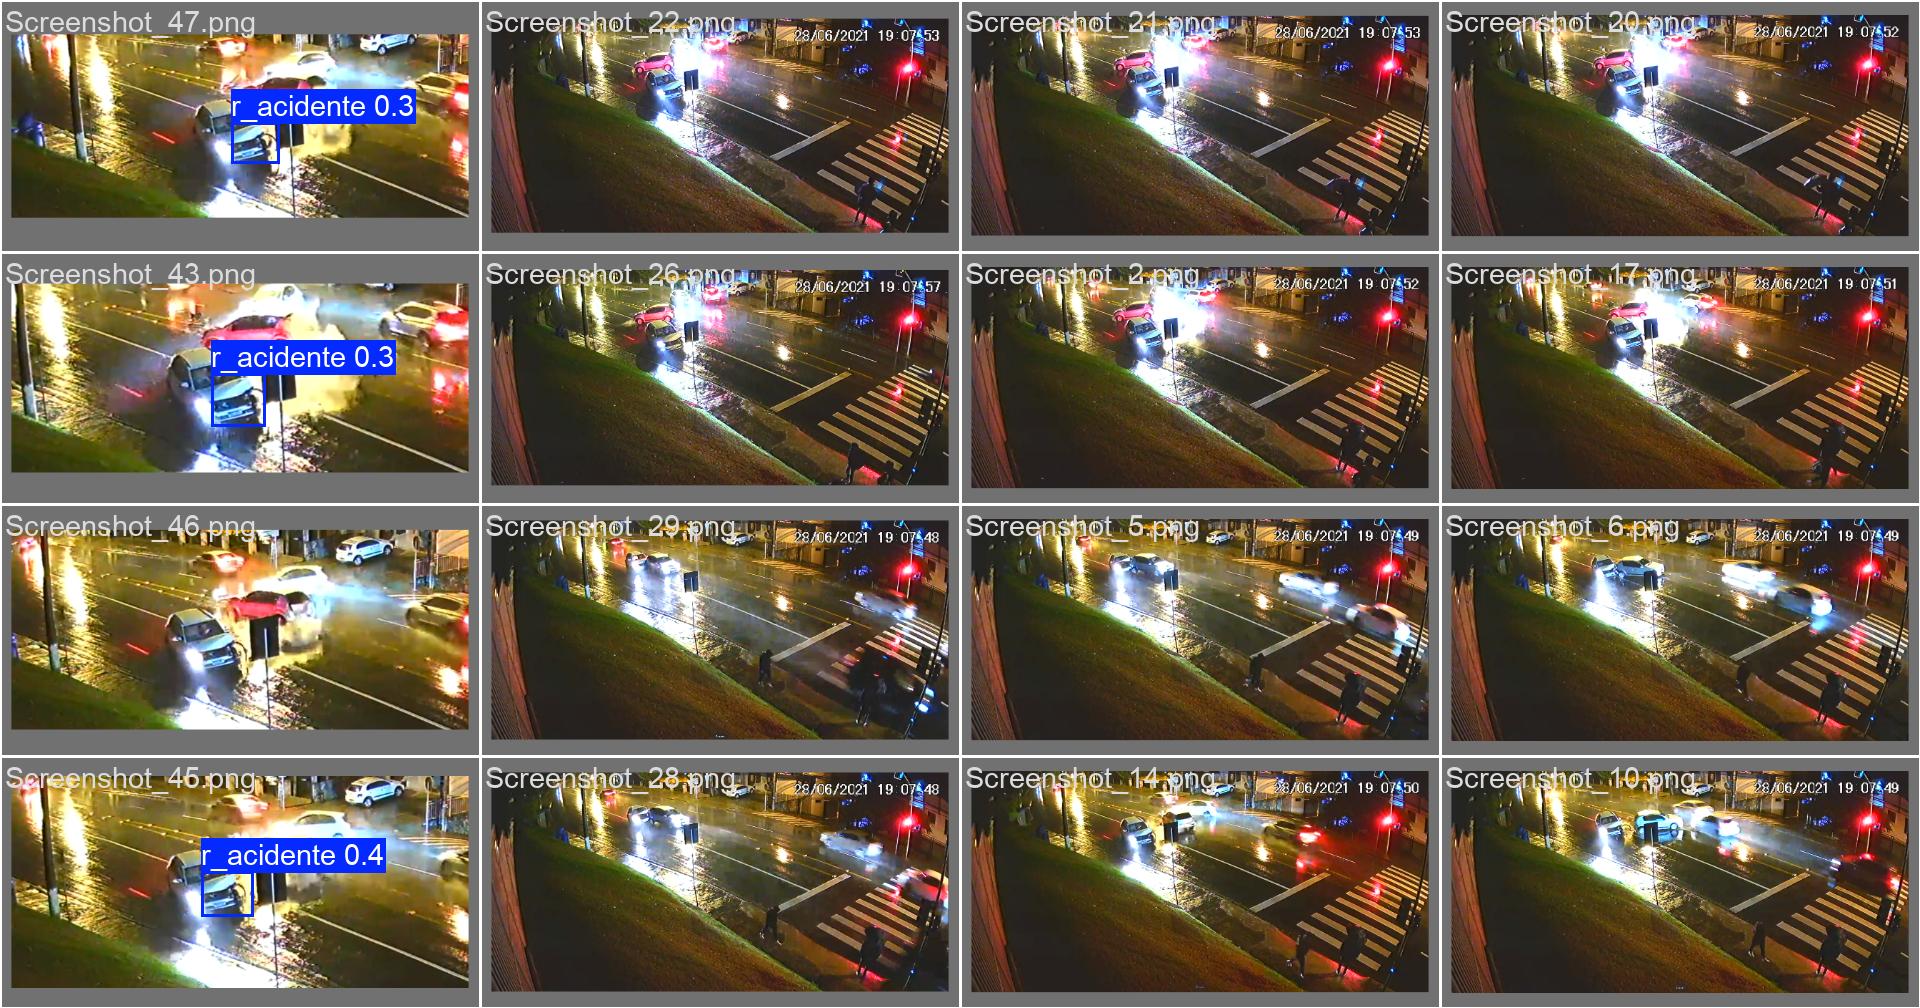 Screenshot_47.png
r_acidente 0.3
Screenshot_22.png
28/06/2021 19:07:53
Screenshot_21.png
28/06/2021 19:07:53
Screenshot_20.png
28/06/2021 19:07:52
Screenshot_43.png
r_acidente 0.3
Screenshot_26.png
28/06/2021 19:07:57
Screenshot_2.png
28/06/2021 19:07:52
Screenshot_17.png
28/06/2021 19:07:51
Screenshot_46.png
Screenshot_29.png
28/06/2021 19:07:48
Screenshot_5.png
28/06/2021 19:07:49
Screenshot_6.png
28/06/2021 19:07:49
Screenshot_45.png
r_acidente 0.4
Screenshot_28.png
28/06/2021 19:07:48
Screenshot_14.png
28/06/2021 19:07:50
Screenshot_10.png
28/06/2021 19:07:49